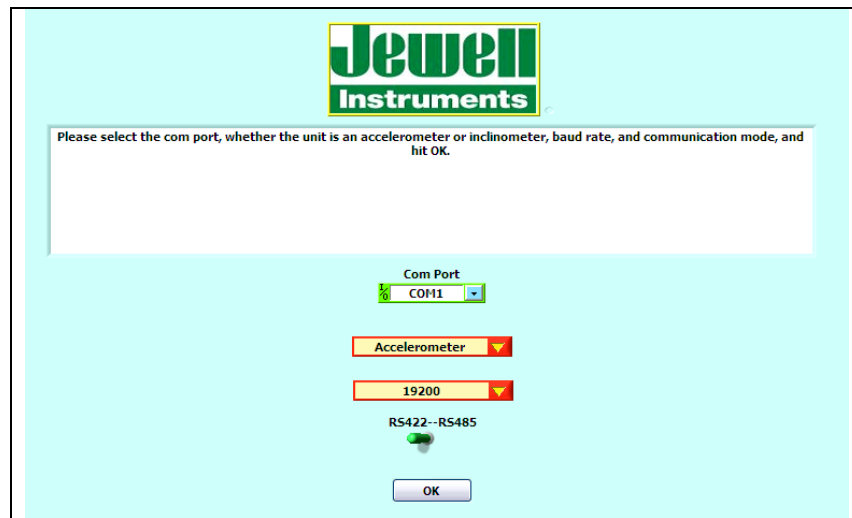 Jewell
Instruments
Please select the com port, whether the unit is an accelerometer or inclinometer, baud rate, and communication mode, and
hit OK.
Com Port
I/O COM1
Accelerometer
19200
RS422--RS485
OK